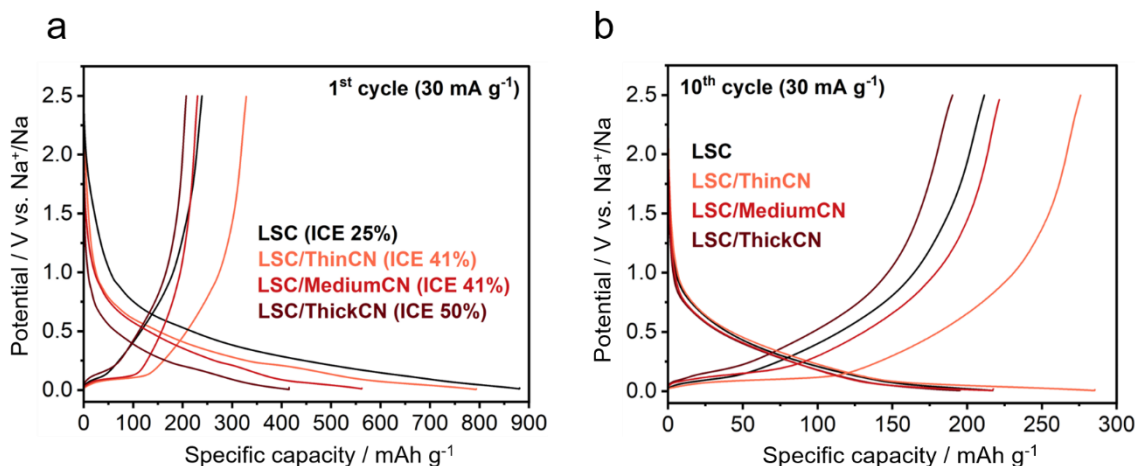 a
1st cycle (30 mA g-1)
2.5
2.0
1.5
1.0
0.5
0.0
Potential / V vs. Na+/Na
LSC (ICE 25%)
LSC/ThinCN (ICE 41%)
LSC/MediumCN (ICE 41%)
LSC/ThickCN (ICE 50%)
0 100 200 300 400 500 600 700 800 900
Specific capacity / mAh g-1
b
10th cycle (30 mA g-1)
2.5
2.0
1.5
1.0
0.5
0.0
Potential / V vs. Na+/Na
LSC
LSC/ThinCN
LSC/MediumCN
LSC/ThickCN
0 50 100 150 200 250 300
Specific capacity / mAh g-1